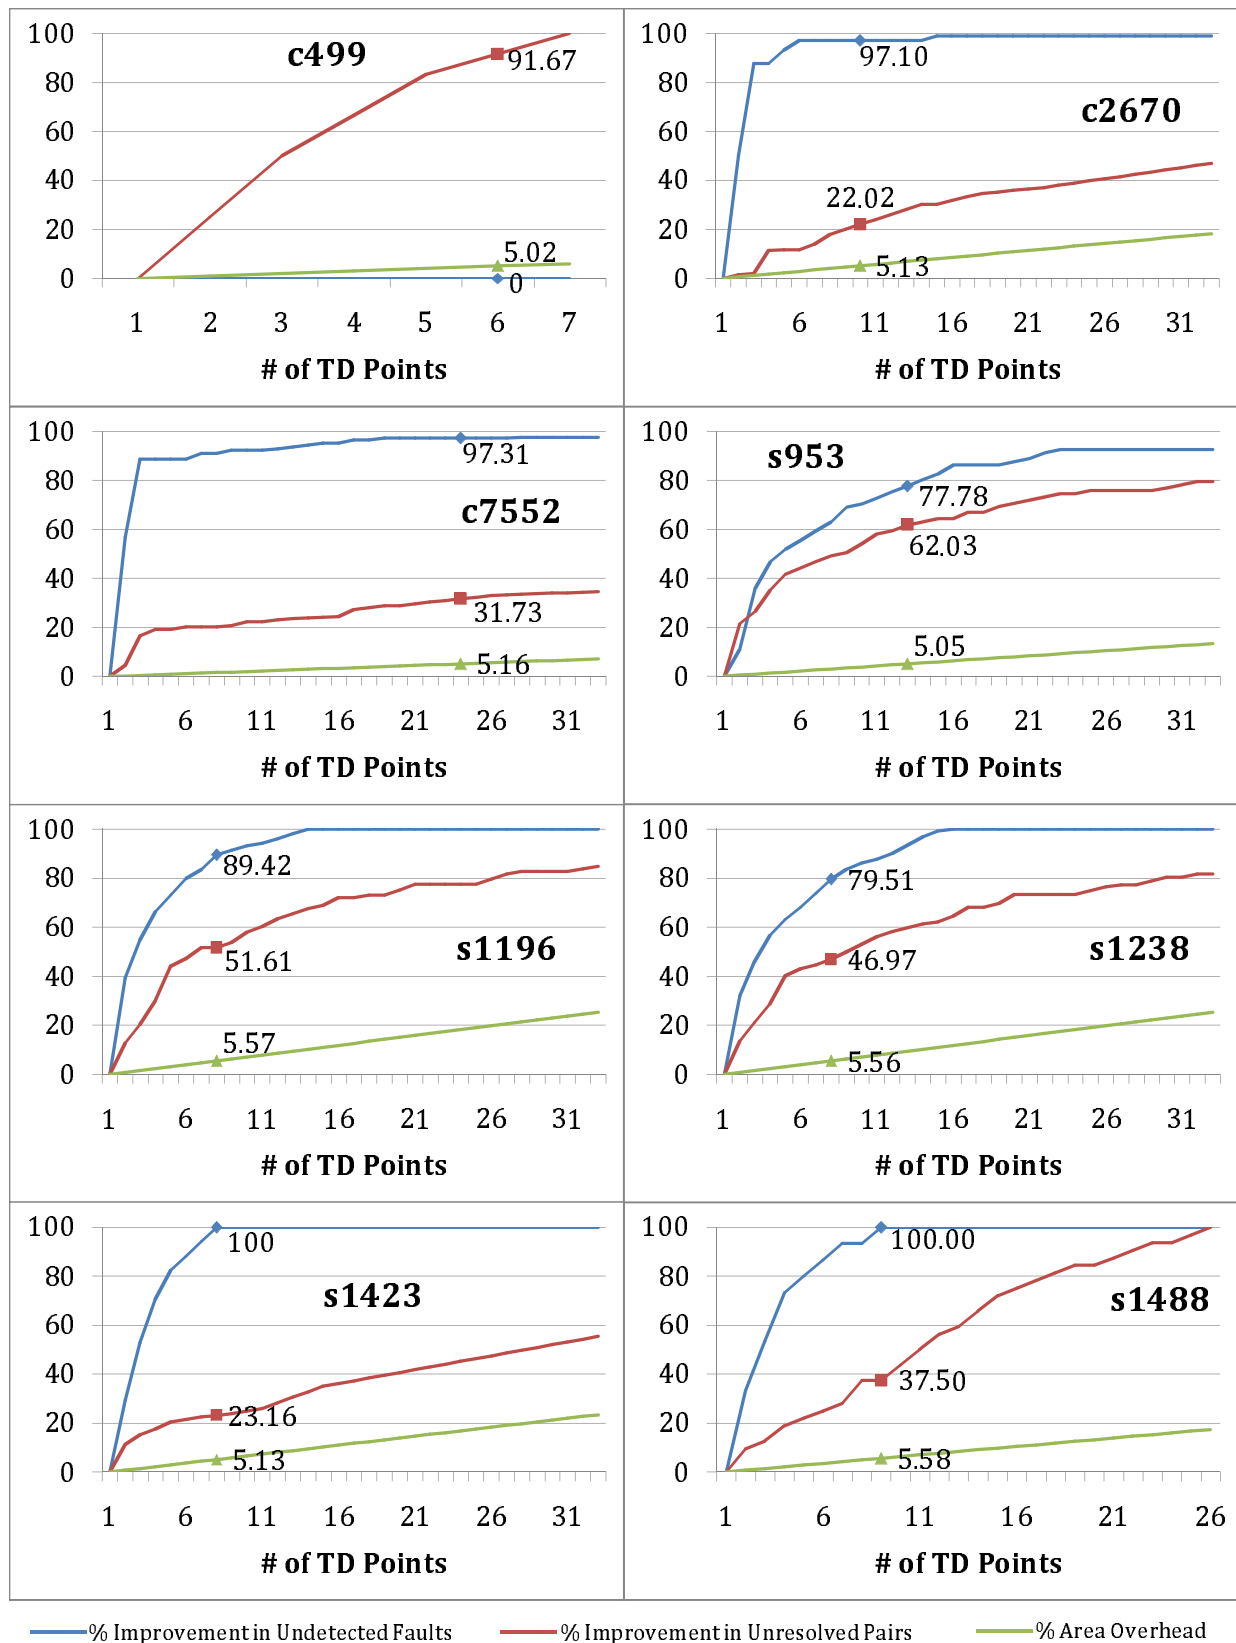 100
80
60
40
20
0
c499
91.67
5.02
0
1 2 3 4 5 6 7
# of TD Points
100
80
60
40
20
0
c2670
97.10
22.02
5.13
1 6 11 16 21 26 31
# of TD Points
100
80
60
40
20
0
c7552
97.31
31.73
5.16
1 6 11 16 21 26 31
# of TD Points
100
80
60
40
20
0
s953
77.78
62.03
5.05
1 6 11 16 21 26 31
# of TD Points
100
80
60
40
20
0
s1196
89.42
51.61
5.57
1 6 11 16 21 26 31
# of TD Points
100
80
60
40
20
0
s1238
79.51
46.97
5.56
1 6 11 16 21 26 31
# of TD Points
100
80
60
40
20
0
s1423
100
23.16
5.13
1 6 11 16 21 26 31
# of TD Points
100
80
60
40
20
0
s1488
100.00
37.50
5.58
1 6 11 16 21 26
# of TD Points
% Improvement in Undetected Faults
% Improvement in Unresolved Pairs
% Area Overhead